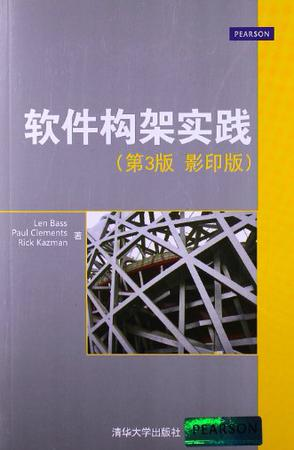 PEARSON
软件构架实践
(第3版 影印版)
Len Bass
Paul Clements
Rick Kazman
著
清华大学出版社
PEARSON